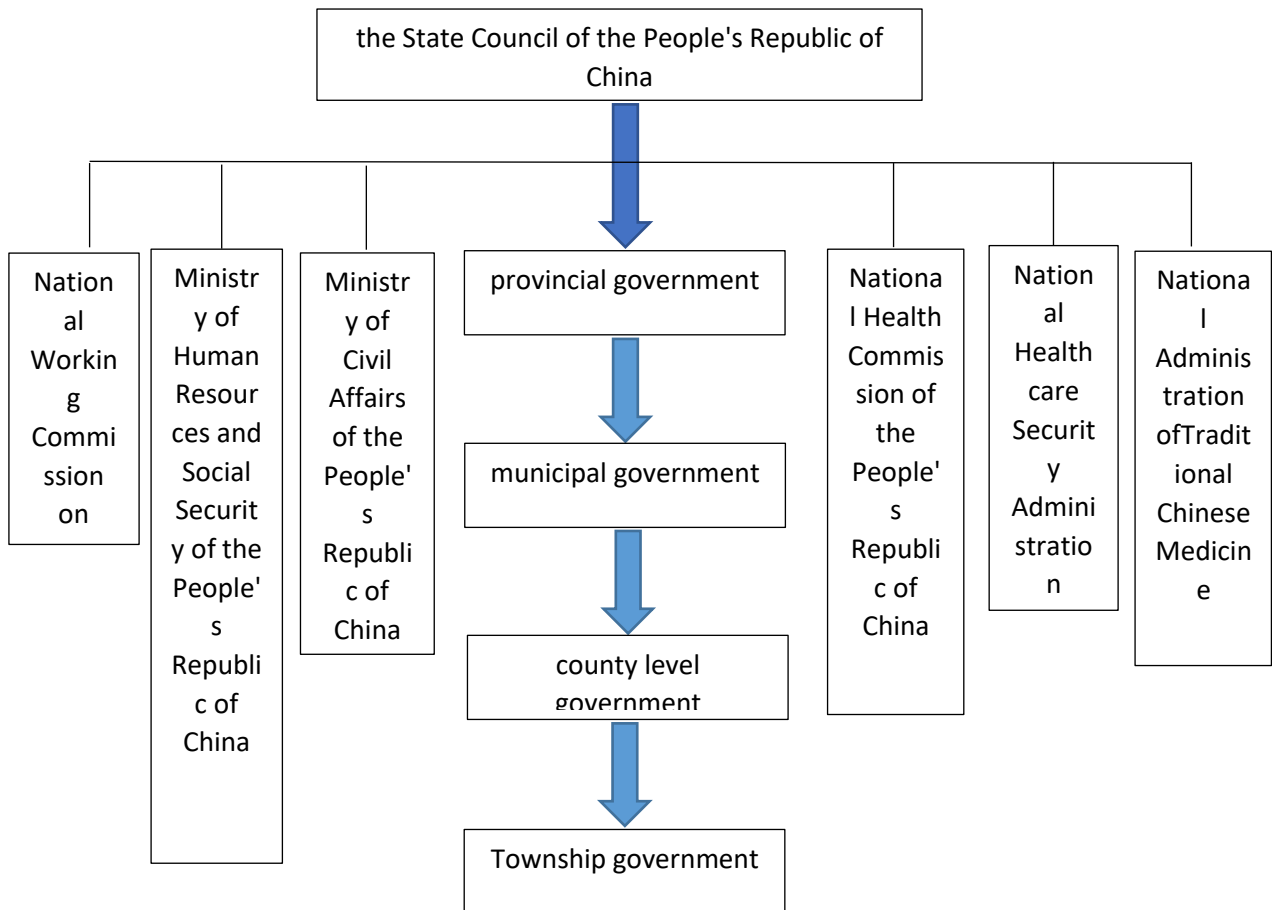 the State Council of the People's Republic of
China
Nation
al
Workin
g
Commi
ssion
on
Ministr
y of
Human
Resour
ces and
Social
Securit
y of the
People'
s
Republi
c of
China
Ministr
y of
Civil
Affairs
of the
People'
s
Republi
c of
China
provincial government
municipal government
county level
government
Township government
Nationa
l Health
Commis
sion of
the
People'
s
Republi
c of
China
Nation
al
Health
care
Securit
y
Admini
stratio
n
Nationa
l
Adminis
tration
ofTradit
ional
Chinese
Medicin
e